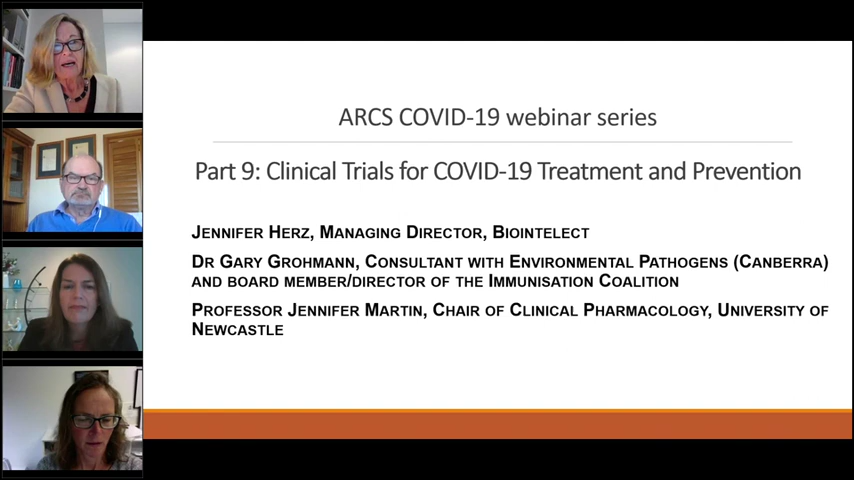 ARCS COVID-19 webinar series
Part 9: Clinical Trials for COVID-19 Treatment and Prevention
JENNIFER HERZ, MANAGING DIRECTOR, BIOINTELECT
DR GARY GROHMANN, CONSULTANT WITH ENVIRONMENTAL PATHOGENS (CANBERRA)
AND BOARD MEMBER/DIRECTOR OF THE IMMUNISATION COALITION
PROFESSOR JENNIFER MARTIN, CHAIR OF CLINICAL PHARMACOLOGY, UNIVERSITY OF
NEWCASTLE